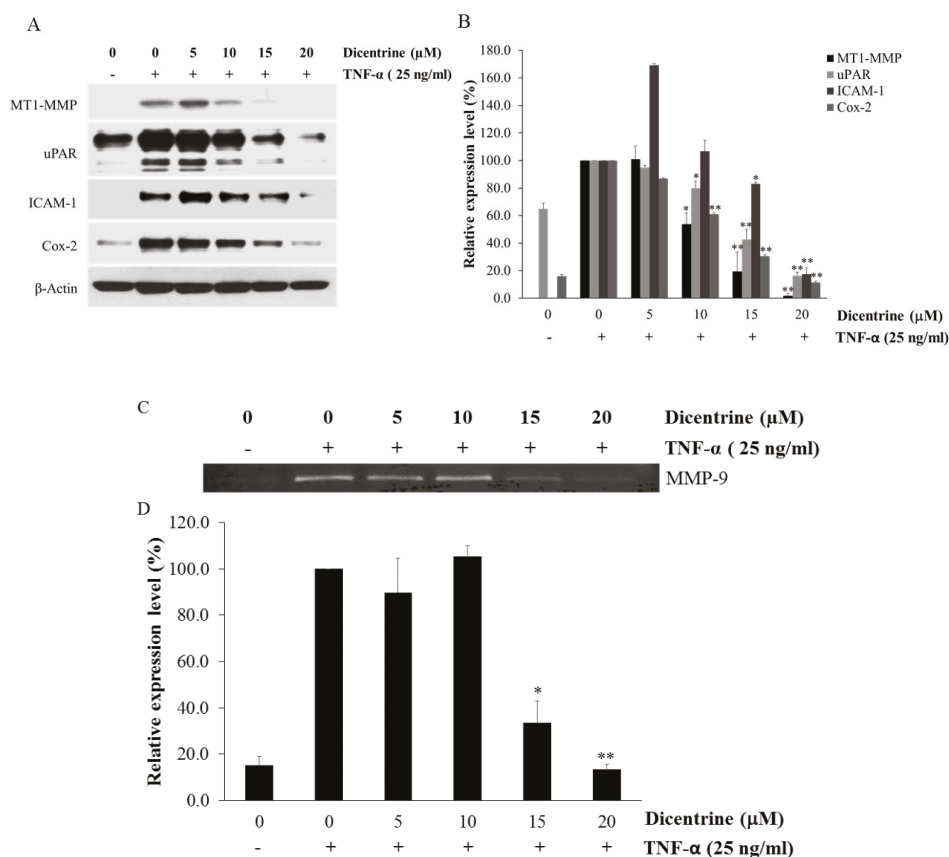 A
0 0 5 10 15 20 Dicentrine (μM)
- + + + + + TNF-α (25 ng/ml)
MT1-MMP
uPAR
ICAM-1
Cox-2
β-Actin
B
Relative expression level (%)
180.0
160.0
140.0
120.0
100.0
80.0
60.0
40.0
20.0
0.0
MT1-MMP
uPAR
ICAM-1
Cox-2
* * **
** ** * **
** ** ** **
0 0 5 10 15 20 Dicentrine (μM)
- + + + + + TNF-α (25 ng/ml)
C
0 0 5 10 15 20 Dicentrine (μM)
- + + + + + TNF-α ( 25 ng/ml)
MMP-9
D
Relative expression level (%)
120.0
100.0
80.0
60.0
40.0
20.0
0.0
*
**
0 0 5 10 15 20 Dicentrine (μM)
- + + + + + TNF-α (25 ng/ml)